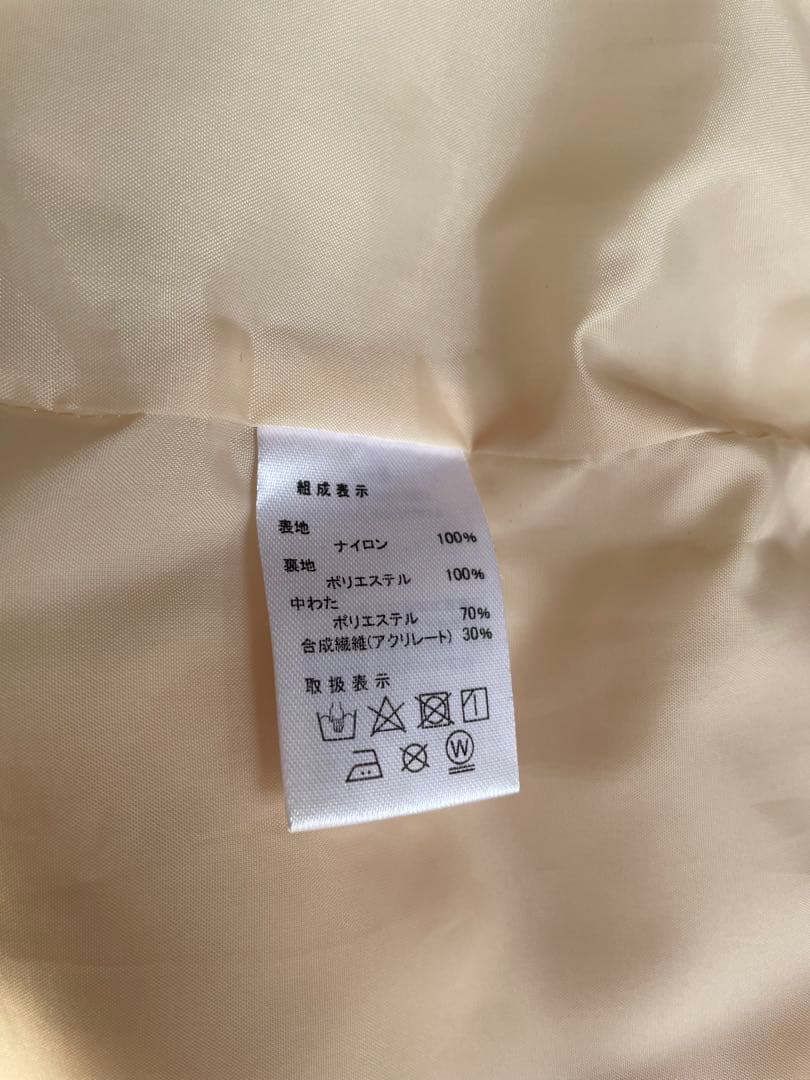 組成表示
表地
ナイロン 100%
裏地
ポリエステル 100%
中わた
ポリエステル 70%
合成繊維(アクリレート) 30%
取扱表示
W